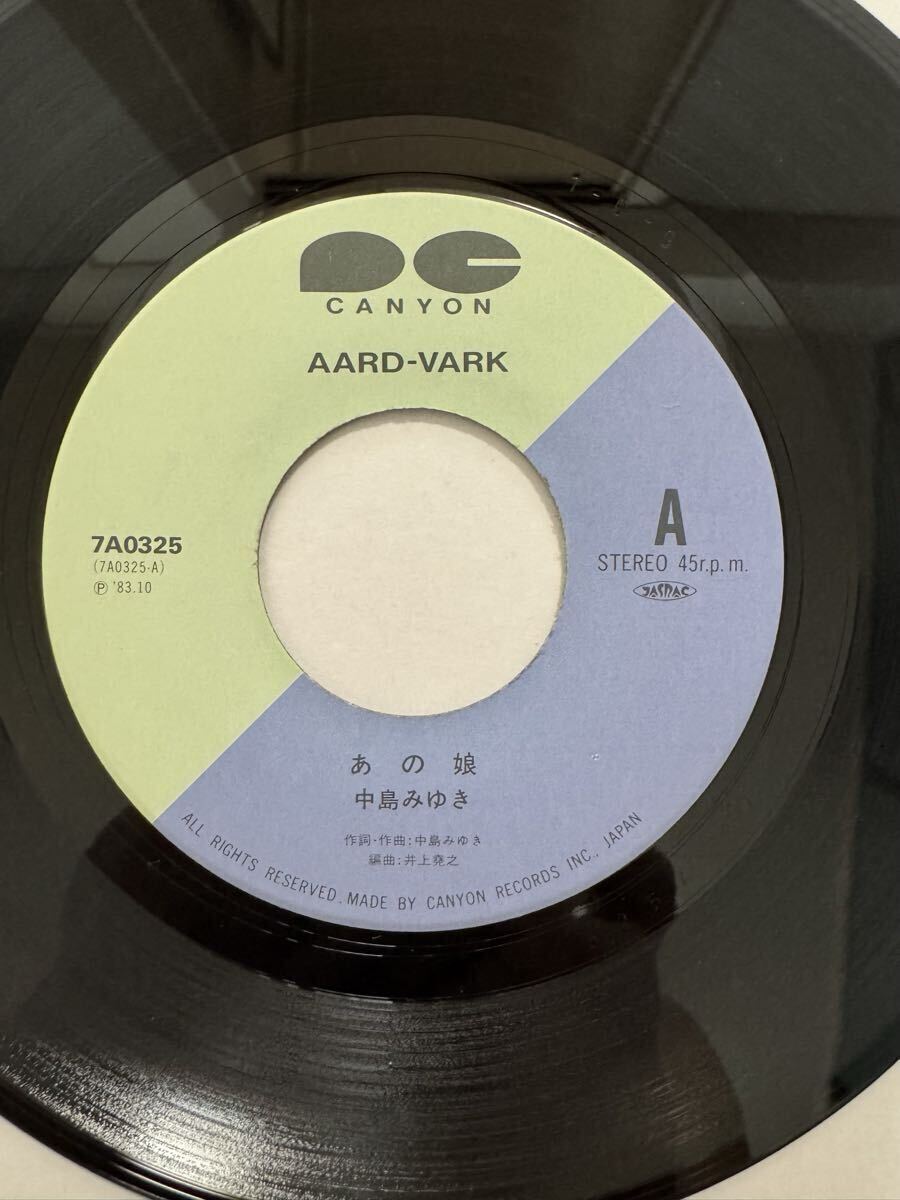 CANYON
AARD-VARK
7A0325
(7A0325-A)
Ⓟ '83.10
A
STEREO 45r.p.m.
JASRAC
あの娘
中島みゆき
作詞・作曲:中島みゆき
編曲:井上堯之
ALL RIGHTS RESERVED. MADE BY CANYON RECORDS INC., JAPAN